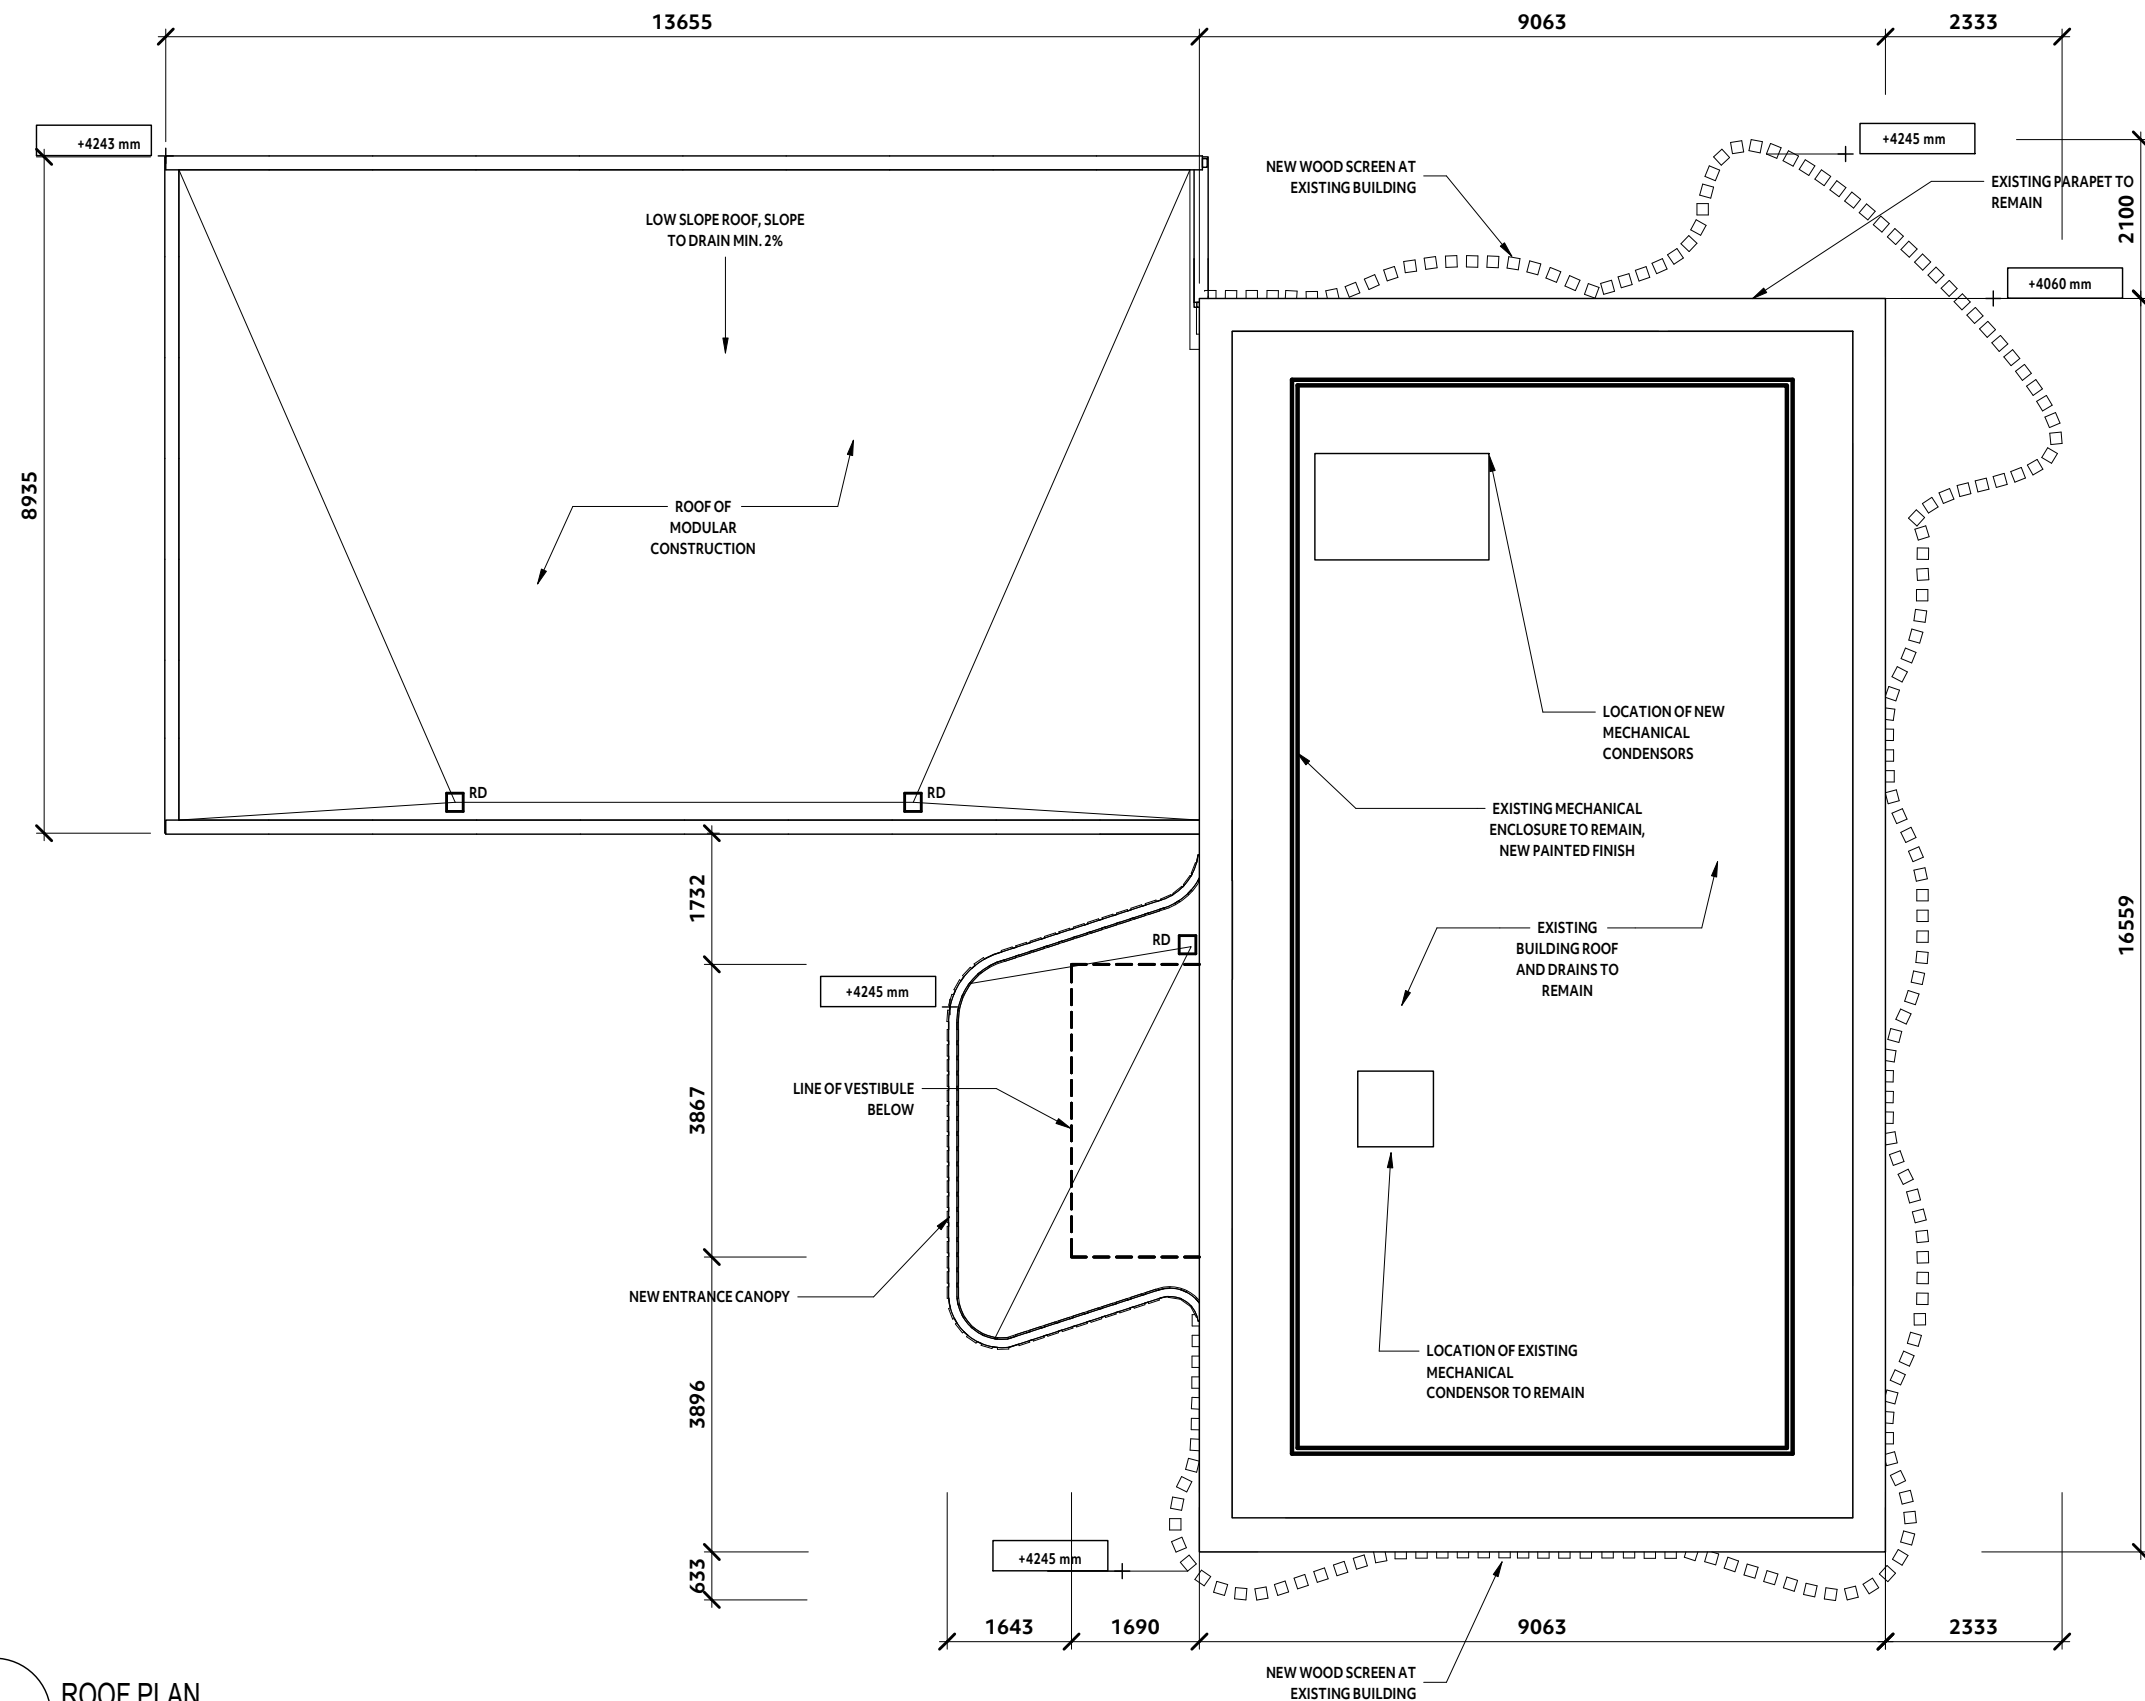 13655
9063
2333
+4243 mm
+4245 mm
NEW WOOD SCREEN AT
EXISTING BUILDING
EXISTING PARAPET TO
REMAIN
2100
LOW SLOPE ROOF, SLOPE
TO DRAIN MIN. 2%
+4060 mm
8935
ROOF OF
MODULAR
CONSTRUCTION
LOCATION OF NEW
MECHANICAL
CONDENSORS
RD
RD
EXISTING MECHANICAL
ENCLOSURE TO REMAIN,
NEW PAINTED FINISH
1732
16559
EXISTING
BUILDING ROOF
AND DRAINS TO
REMAIN
RD
+4245 mm
LINE OF VESTIBULE
BELOW
3867
NEW ENTRANCE CANOPY
LOCATION OF EXISTING
MECHANICAL
CONDENSOR TO REMAIN
3896
+4245 mm
633
1643
1690
9063
2333
NEW WOOD SCREEN AT
EXISTING BUILDING
ROOF PLAN